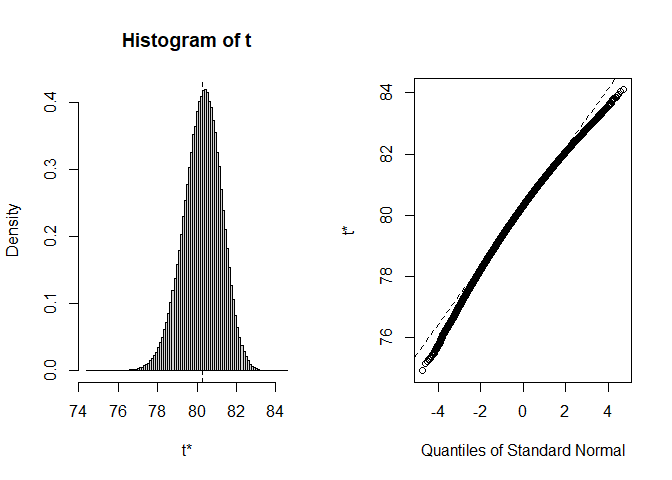 Histogram of t
Density
0.0 0.1 0.2 0.3 0.4
74 76 78 80 82 84
t*
t*
76 78 80 82 84
-4 -2 0 2 4
Quantiles of Standard Normal